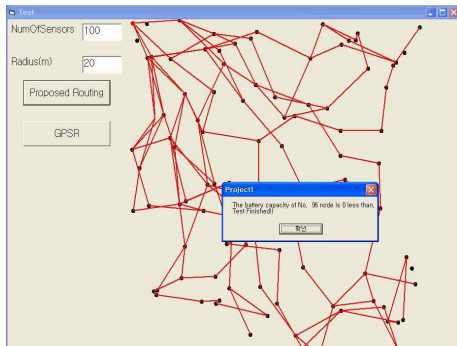 Test
NumOfSensors 100
Radius(m) 20
Proposed Routing
GPSR
Project1
The battery capacity of No. 96 node is 0 less than,
Test Finished!!
확인